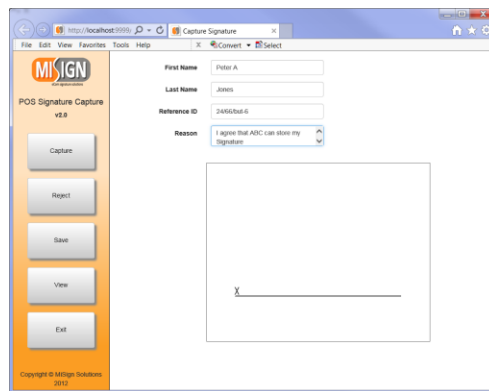 http://localhost:9999/
Capture Signature
File Edit View Favorites Tools Help
x Convert Select
MISIGN
POS Signature Capture
v2.0
Capture
Reject
Save
View
Exit
Copyright © MiSign Solutions
2012
First Name Peter A
Last Name Jones
Reference ID 24/66/but-6
Reason I agree that ABC can store my
Signature
X